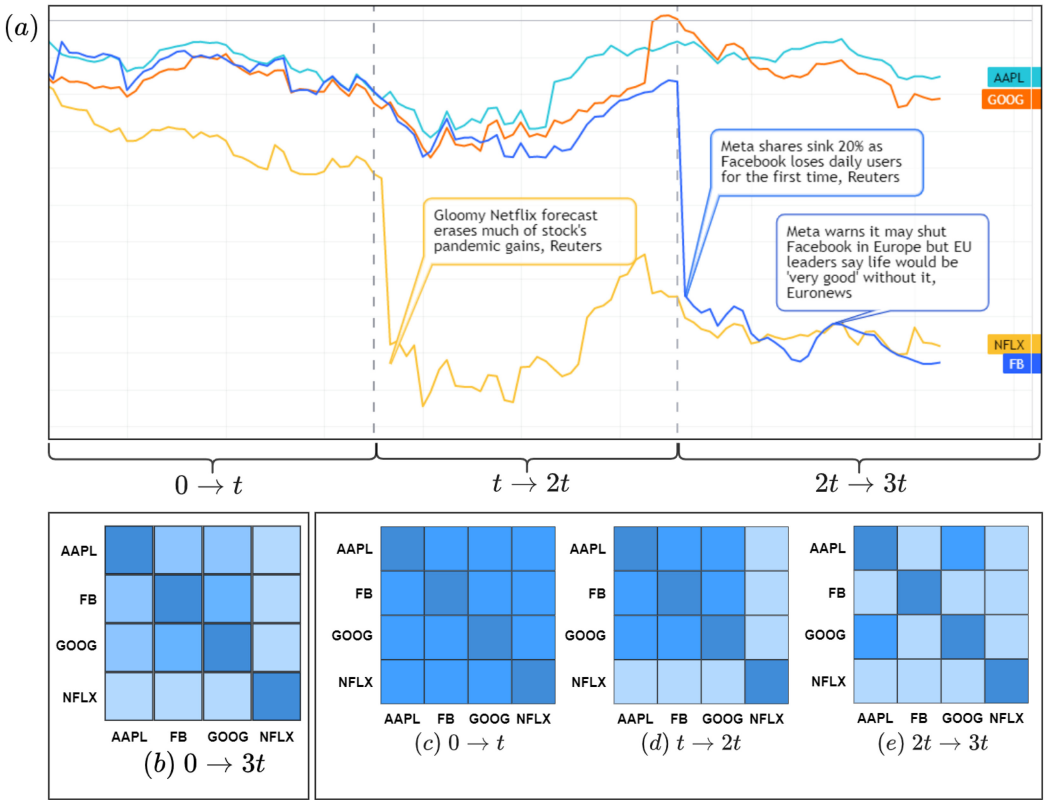 (a)
AAPL
GOOG
Meta shares sink 20% as
Facebook loses daily users
for the first time, Reuters
Gloomy Netflix forecast
erases much of stock's
pandemic gains, Reuters
Meta warns it may shut
Facebook in Europe but EU
leaders say life would be
'very good' without it,
Euronews
NFLX
FB
0 → t
t → 2t
2t → 3t
AAPL
FB
GOOG
NFLX
AAPL FB GOOG NFLX
(b) 0 → 3t
AAPL
FB
GOOG
NFLX
AAPL FB GOOG NFLX
(c) 0 → t
AAPL
FB
GOOG
NFLX
AAPL FB GOOG NFLX
(d) t → 2t
AAPL
FB
GOOG
NFLX
AAPL FB GOOG NFLX
(e) 2t → 3t